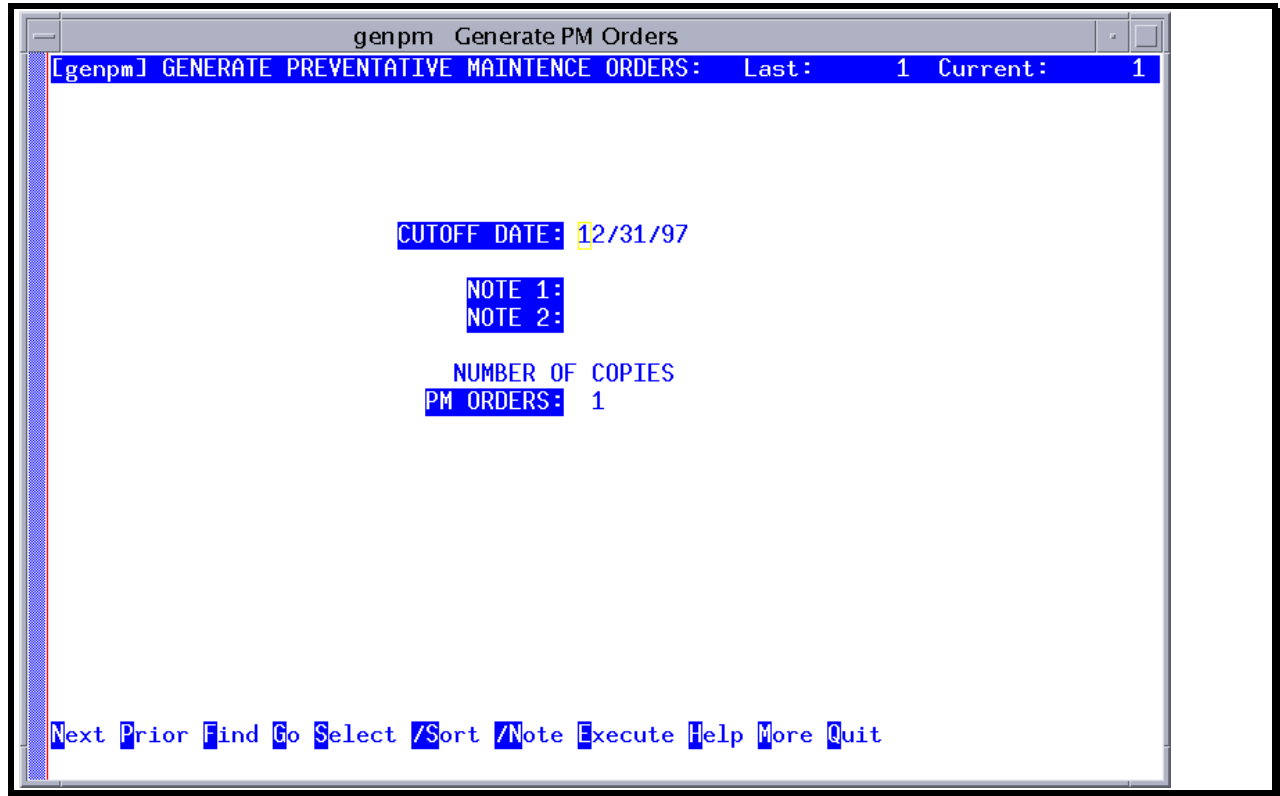 genpm Generate PM Orders
[genpm] GENERATE PREVENTATIVE MAINTENCE ORDERS: Last: 1 Current: 1
CUTOFF DATE: 12/31/97
NOTE 1:
NOTE 2:
NUMBER OF COPIES
PM ORDERS: 1
Next Prior Find Go Select /Sort /Note Execute Help More Quit